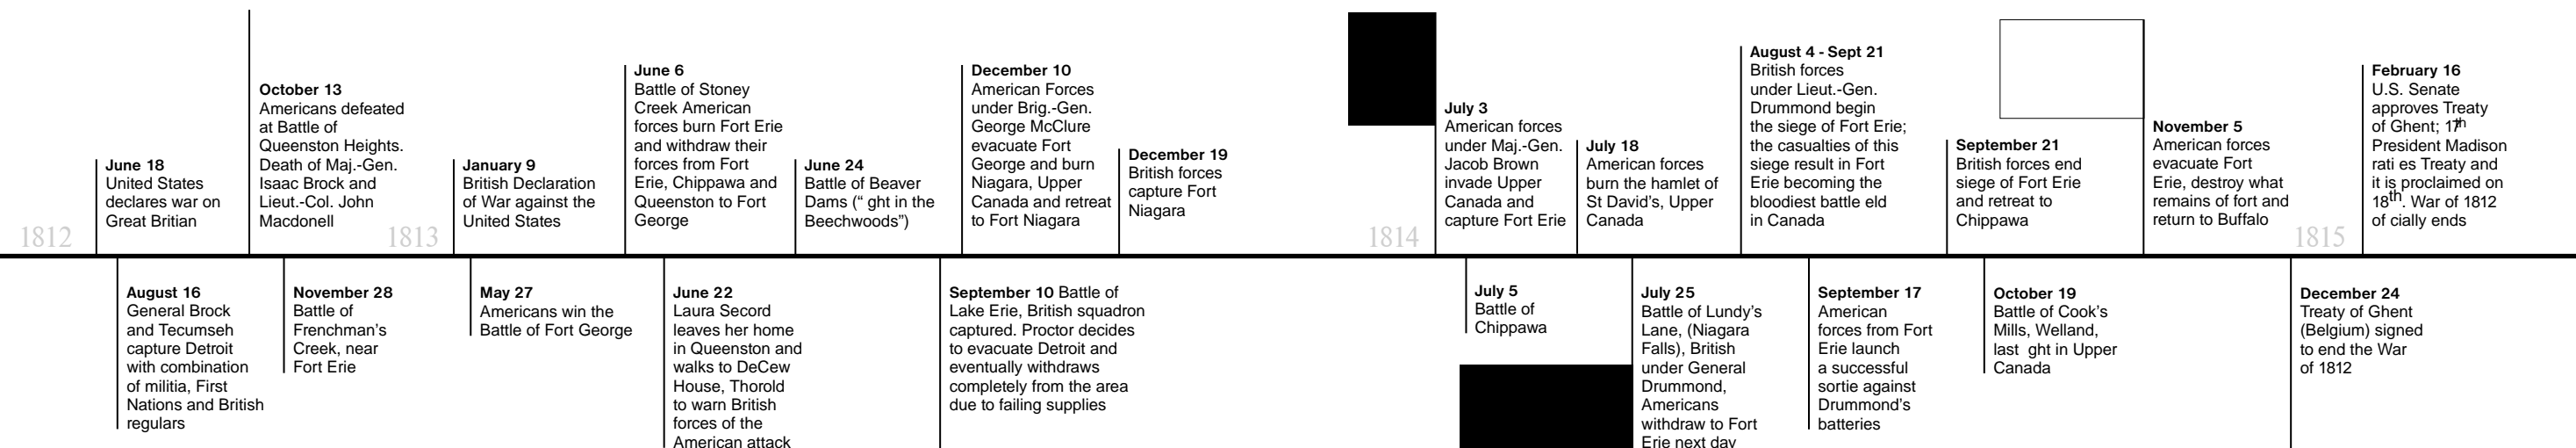 1812
June 18
United States
declares war on
Great Britian
October 13
Americans defeated
at Battle of
Queenston Heights.
Death of Maj.-Gen.
Isaac Brock and
Lieut.-Col. John
Macdonell
1813
January 9
British Declaration
of War against the
United States
June 6
Battle of Stoney
Creek American
forces burn Fort Erie
and withdraw their
forces from Fort
Erie, Chippawa and
Queenston to Fort
George
June 24
Battle of Beaver
Dams (“ ght in the
Beechwoods”)
December 10
American Forces
under Brig.-Gen.
George McClure
evacuate Fort
George and burn
Niagara, Upper
Canada and retreat
to Fort Niagara
December 19
British forces
capture Fort
Niagara
1814
July 3
American forces
under Maj.-Gen.
Jacob Brown
invade Upper
Canada and
capture Fort Erie
July 18
American forces
burn the hamlet of
St David’s, Upper
Canada
August 4 - Sept 21
British forces
under Lieut.-Gen.
Drummond begin
the siege of Fort Erie;
the casualties of this
siege result in Fort
Erie becoming the
bloodiest battle eld
in Canada
September 21
British forces end
siege of Fort Erie
and retreat to
Chippawa
November 5
American forces
evacuate Fort
Erie, destroy what
remains of fort and
return to Buffalo
1815
February 16
U.S. Senate
approves Treaty
of Ghent; 17th
President Madison
rati es Treaty and
it is proclaimed on
18th. War of 1812
of cially ends
August 16
General Brock
and Tecumseh
capture Detroit
with combination
of militia, First
Nations and British
regulars
November 28
Battle of
Frenchman’s
Creek, near
Fort Erie
May 27
Americans win the
Battle of Fort George
June 22
Laura Secord
leaves her home
in Queenston and
walks to DeCew
House, Thorold
to warn British
forces of the
American attack
September 10 Battle of
Lake Erie, British squadron
captured. Proctor decides
to evacuate Detroit and
eventually withdraws
completely from the area
due to failing supplies
July 5
Battle of
Chippawa
July 25
Battle of Lundy’s
Lane, (Niagara
Falls), British
under General
Drummond,
Americans
withdraw to Fort
Erie next day
September 17
American
forces from Fort
Erie launch
a successful
sortie against
Drummond’s
batteries
October 19
Battle of Cook’s
Mills, Welland,
last ght in Upper
Canada
December 24
Treaty of Ghent
(Belgium) signed
to end the War
of 1812